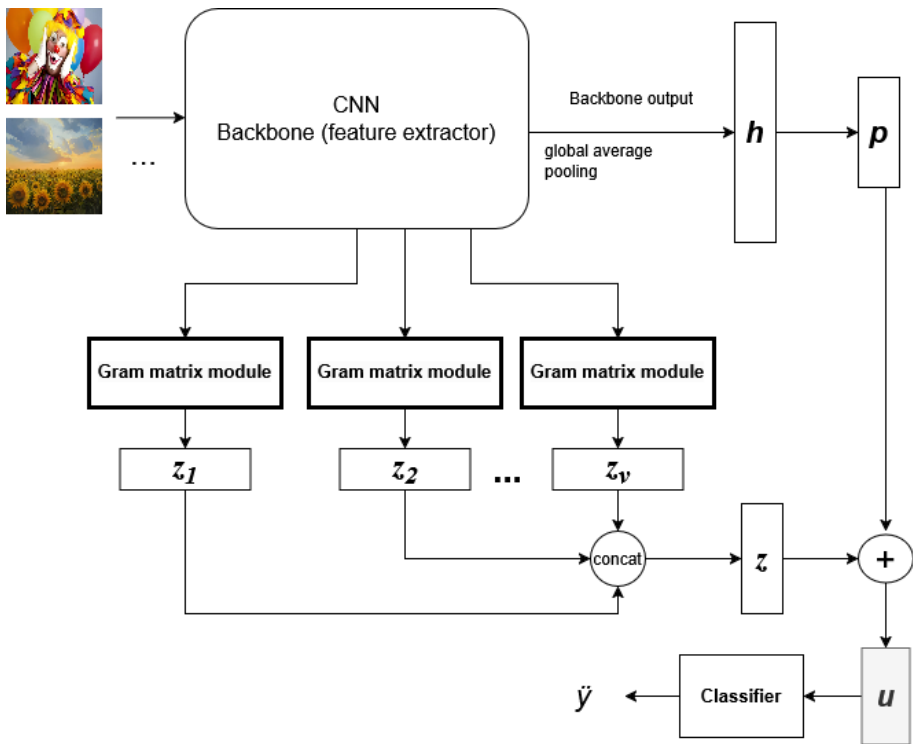 CNN
Backbone (feature extractor)
...
Backbone output
global average
pooling
h
p
Gram matrix module
Gram matrix module
Gram matrix module
z1
z2
...
zv
concat
z
+
ÿ
Classifier
u